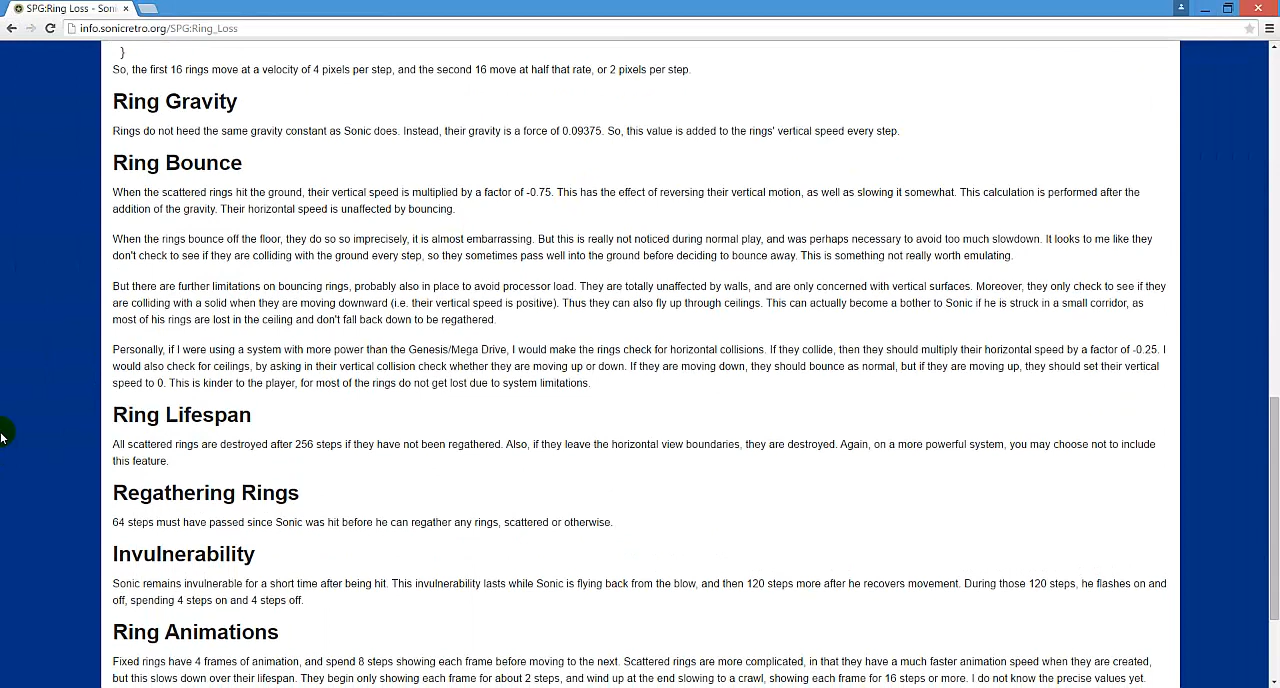 SPG:Ring Loss - Soni
info.sonicretro.org/SPG:Ring_Loss
}
So, the first 16 rings move at a velocity of 4 pixels per step, and the second 16 move at half that rate, or 2 pixels per step.
Ring Gravity
Rings do not heed the same gravity constant as Sonic does. Instead, their gravity is a force of 0.09375. So, this value is added to the rings' vertical speed every step.
Ring Bounce
When the scattered rings hit the ground, their vertical speed is multiplied by a factor of -0.75. This has the effect of reversing their vertical motion, as well as slowing it somewhat. This calculation is performed after the
addition of the gravity. Their horizontal speed is unaffected by bouncing.
When the rings bounce off the floor, they do so so imprecisely, it is almost embarrassing. But this is really not noticed during normal play, and was perhaps necessary to avoid too much slowdown. It looks to me like they
don't check to see if they are colliding with the ground every step, so they sometimes pass well into the ground before deciding to bounce away. This is something not really worth emulating.
But there are further limitations on bouncing rings, probably also in place to avoid processor load. They are totally unaffected by walls, and are only concerned with vertical surfaces. Moreover, they only check to see if they
are colliding with a solid when they are moving downward (i.e. their vertical speed is positive). Thus they can also fly up through ceilings. This can actually become a bother to Sonic if he is struck in a small corridor, as
most of his rings are lost in the ceiling and don't fall back down to be regathered.
Personally, if I were using a system with more power than the Genesis/Mega Drive, I would make the rings check for horizontal collisions. If they collide, then they should multiply their horizontal speed by a factor of -0.25. I
would also check for ceilings, by asking in their vertical collision check whether they are moving up or down. If they are moving down, they should bounce as normal, but if they are moving up, they should set their vertical
speed to 0. This is kinder to the player, for most of the rings do not get lost due to system limitations.
Ring Lifespan
All scattered rings are destroyed after 256 steps if they have not been regathered. Also, if they leave the horizontal view boundaries, they are destroyed. Again, on a more powerful system, you may choose not to include
this feature.
Regathering Rings
64 steps must have passed since Sonic was hit before he can regather any rings, scattered or otherwise.
Invulnerability
Sonic remains invulnerable for a short time after being hit. This invulnerability lasts while Sonic is flying back from the blow, and then 120 steps more after he recovers movement. During those 120 steps, he flashes on and
off, spending 4 steps on and 4 steps off.
Ring Animations
Fixed rings have 4 frames of animation, and spend 8 steps showing each frame before moving to the next. Scattered rings are more complicated, in that they have a much faster animation speed when they are created,
but this slows down over their lifespan. They begin only showing each frame for about 2 steps, and wind up at the end slowing to a crawl, showing each frame for 16 steps or more. I do not know the precise values yet.